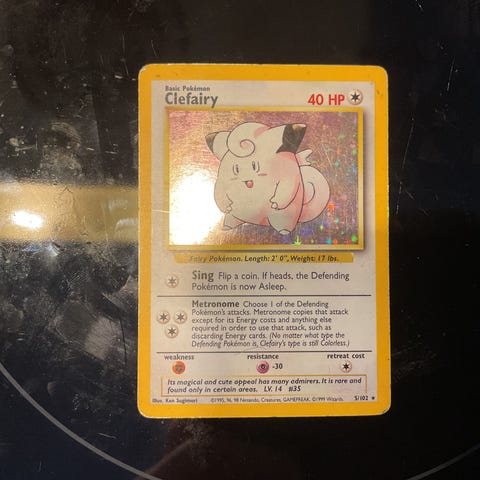 Basic Pokémon
Clefairy 40 HP
Fairy Pokémon. Length: 2' 0", Weight: 17 lbs.
Sing Flip a coin. If heads, the Defending
Pokémon is now Asleep.
Metronome Choose 1 of the Defending
Pokémon's attacks. Metronome copies that attack
except for its Energy costs and anything else
required in order to use that attack, such as
discarding Energy cards. (No matter what type the
Defending Pokémon is, Clefairy's type is still Colorless.)
weakness resistance retreat cost
-30
Its magical and cute appeal has many admirers. It is rare and
found only in certain areas. LV. 14 #35
Illus. Ken Sugimori ©1995, 96, 98 Nintendo, Creatures, GAMEFREAK. ©1999 Wizards. 5/102 ★